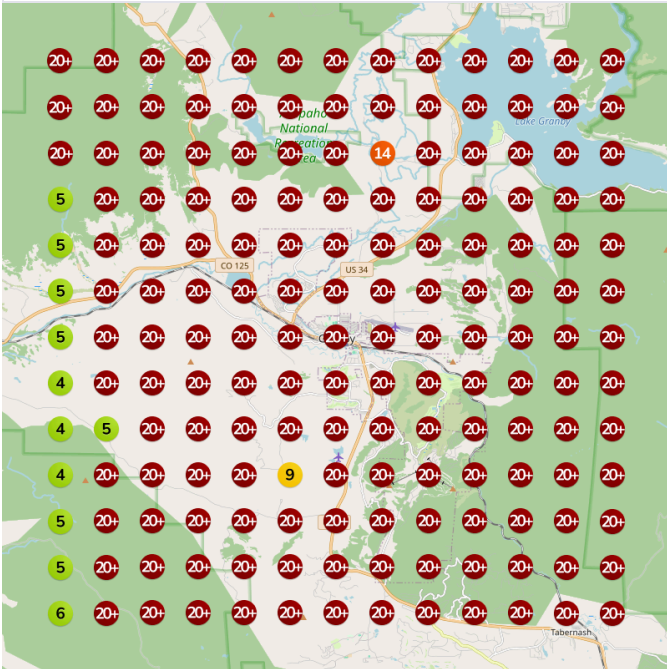 20+ 20+ 20+ 20+ 20+ 20+ 20+ 20+ 20+ 20+ 20+ 20+ 20+
20+ 20+ 20+ 20+ 20+ 20+ 20+ 20+ 20+ 20+ 20+ 20+ 20+
National
Lake Granby
20+ 20+ 20+ 20+ 20+ 20+ 20+ 14 20+ 20+ 20+ 20+ 20+
5 20+ 20+ 20+ 20+ 20+ 20+ 20+ 20+ 20+ 20+ 20+ 20+
5 20+ 20+ 20+ 20+ 20+ 20+ 20+ 20+ 20+ 20+ 20+ 20+
CO 125
US 34
5 20+ 20+ 20+ 20+ 20+ 20+ 20+ 20+ 20+ 20+ 20+ 20+
5 20+ 20+ 20+ 20+ 20+ 20+ 20+ 20+ 20+ 20+ 20+ 20+
4 20+ 20+ 20+ 20+ 20+ 20+ 20+ 20+ 20+ 20+ 20+ 20+
4 5 20+ 20+ 20+ 20+ 20+ 20+ 20+ 20+ 20+ 20+ 20+
4 20+ 20+ 20+ 20+ 9 20+ 20+ 20+ 20+ 20+ 20+ 20+
5 20+ 20+ 20+ 20+ 20+ 20+ 20+ 20+ 20+ 20+ 20+ 20+
5 20+ 20+ 20+ 20+ 20+ 20+ 20+ 20+ 20+ 20+ 20+ 20+
6 20+ 20+ 20+ 20+ 20+ 20+ 20+ 20+ 20+ 20+ 20+ 20+
Tabernash